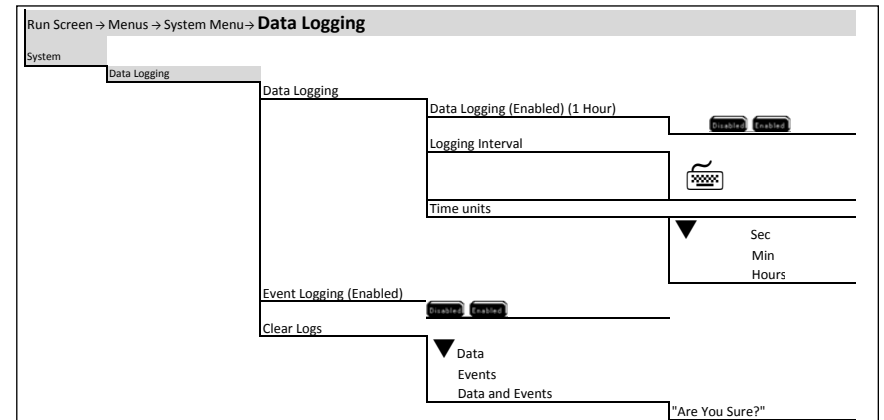 Run Screen → Menus → System Menu→ Data Logging
System
Data Logging
Data Logging
Data Logging (Enabled) (1 Hour)
Disabled Enabled
Logging Interval
Time units
Sec
Min
Hours
Event Logging (Enabled)
Disabled Enabled
Clear Logs
Data
Events
Data and Events
"Are You Sure?"